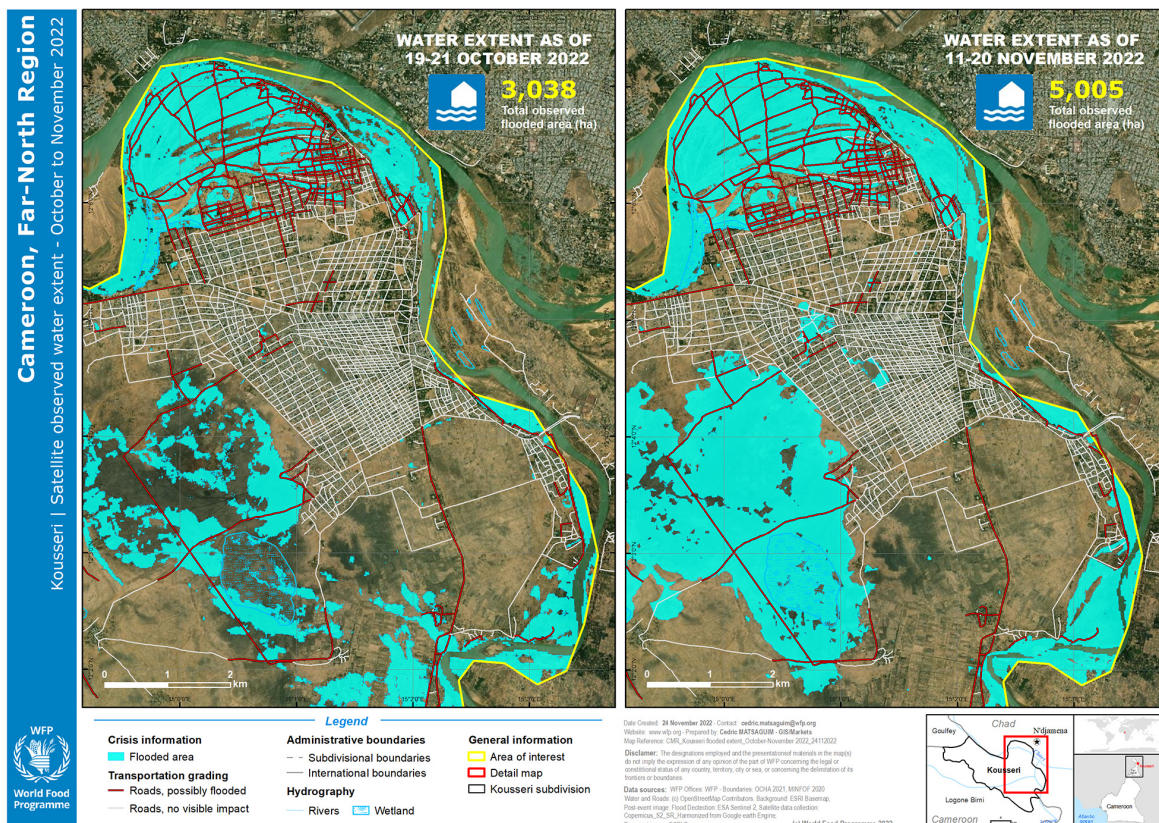 Cameroon, Far-North Region
Kousseri | Satellite observed water extent - October to November 2022
WFP
World Food
Programme
WATER EXTENT AS OF
19-21 OCTOBER 2022
3,038
Total observed
flooded area (ha)
0 1 2
km
WATER EXTENT AS OF
11-20 NOVEMBER 2022
5,005
Total observed
flooded area (ha)
0 1 2
km
Legend
Crisis information
Flooded area
Transportation grading
Roads, possibly flooded
Roads, no visible impact
Administrative boundaries
Subdivisional boundaries
International boundaries
Hydrography
Rivers
Wetland
General information
Area of interest
Detail map
Kousseri subdivision
Date Created: 24 November 2022 - Contact: cedric.matsaguim@wfp.org
Website: www.wfp.org - Prepared by: Cedric MATSAGUIM - GIS/Markets
Map Reference: CMR_Kousseri flooded extent_October-November 2022_24112022
Disclaimer: The designations employed and the presentation of materials in the map(s)
do not imply the expression of any opinion of the part of WFP concerning the legal or
constitutional status of any country, territory, city or sea, or concerning the delimitation of its
frontiers or boundaries
Data sources: WFP Offices: WFP - Boundaries: OCHA 2021, MINFOF 2020
Water and Roads: (c) OpenStreetMap Contributors. Background: ESRI Basemap,
Post-event image: Flood Dectection: ESA Sentinel 2, Satellite data collection:
Copernicus_S2_SR_Harmonized from Google earth Engine;
Chad
N'djamena
Goulfey
Kousseri
Logone Birni
Cameroon
Kousseri
Cameroon
Atlantic